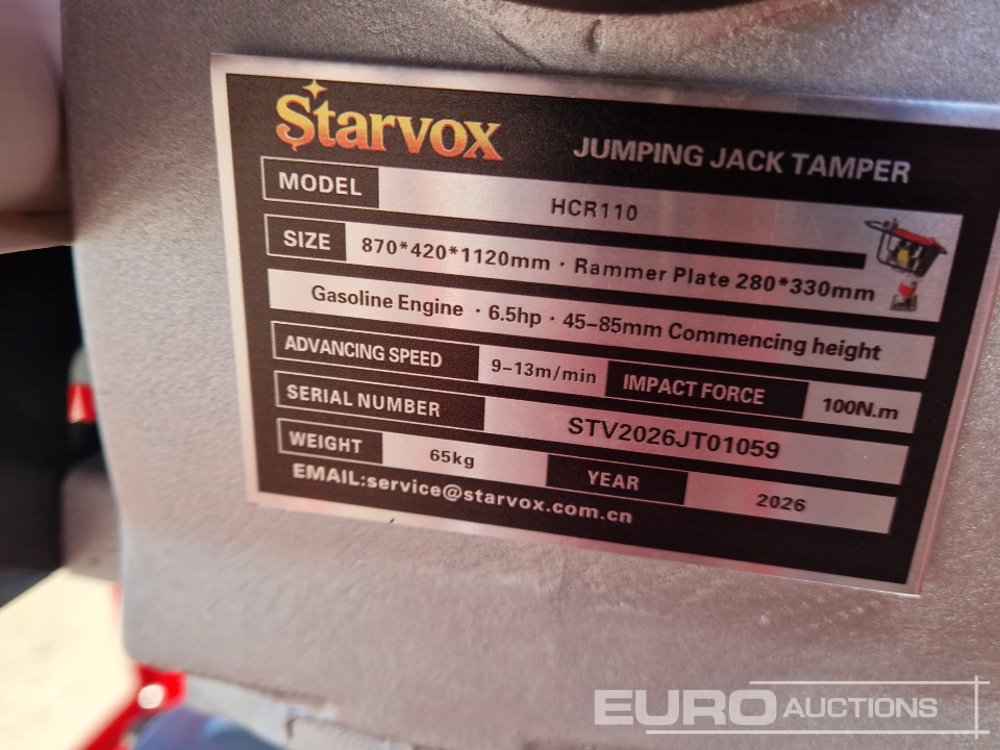 Starvox JUMPING JACK TAMPER
MODEL HCR110
SIZE 870*420*1120mm · Rammer Plate 280*330mm
Gasoline Engine · 6.5hp · 45-85mm Commencing height
ADVANCING SPEED 9-13m/min IMPACT FORCE 100N.m
SERIAL NUMBER STV2026JT01059
WEIGHT 65kg YEAR 2026
EMAIL:service@starvox.com.cn
EURO AUCTIONS